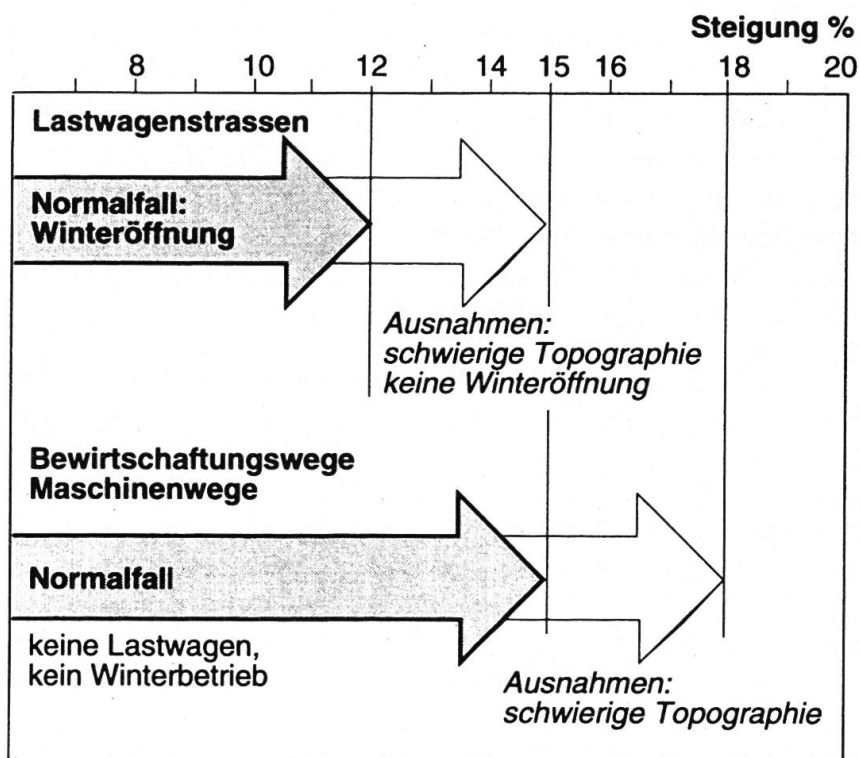 Steigung %
8 10 12 14 15 16 18 20
Lastwagenstrassen
Normalfall:
Winteröffnung
Ausnahmen:
schwierige Topographie
keine Winteröffnung
Bewirtschaftungswege
Maschinenwege
Normalfall
keine Lastwagen,
kein Winterbetrieb
Ausnahmen:
schwierige Topographie